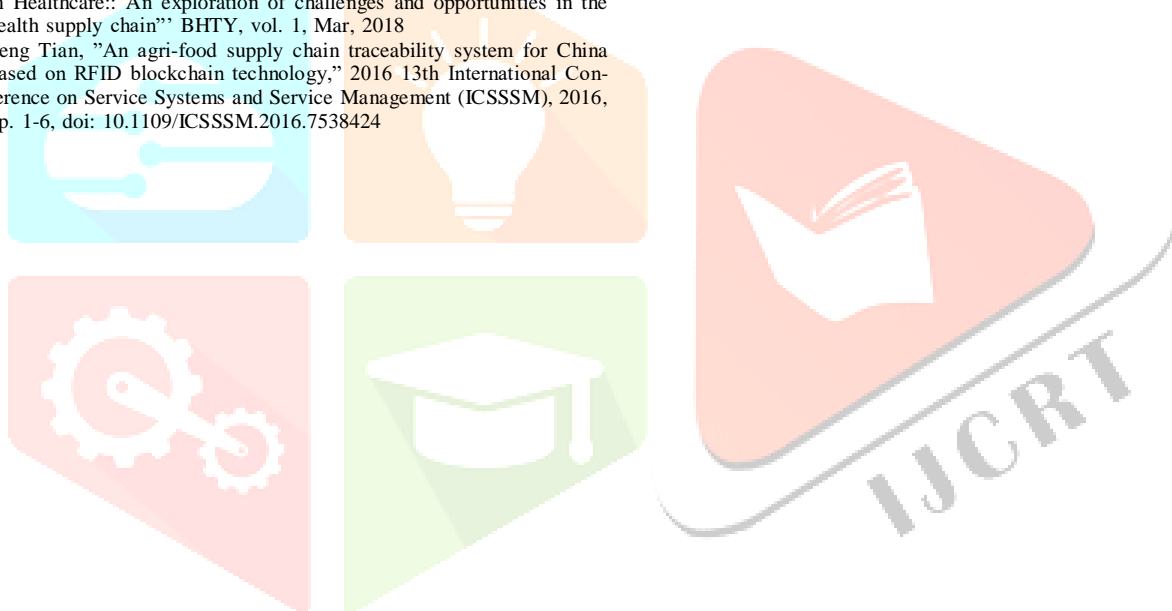 Healthcare:: An exploration of challenges and opportunities in the
ealth supply chain"' BHTY, vol. 1, Mar, 2018
eng Tian, ”An agri-food supply chain traceability system for China
ased on RFID blockchain technology,” 2016 13th International Con-
erence on Service Systems and Service Management (ICSSSM), 2016,
p. 1-6, doi: 10.1109/ICSSSM.2016.7538424
IJCRT